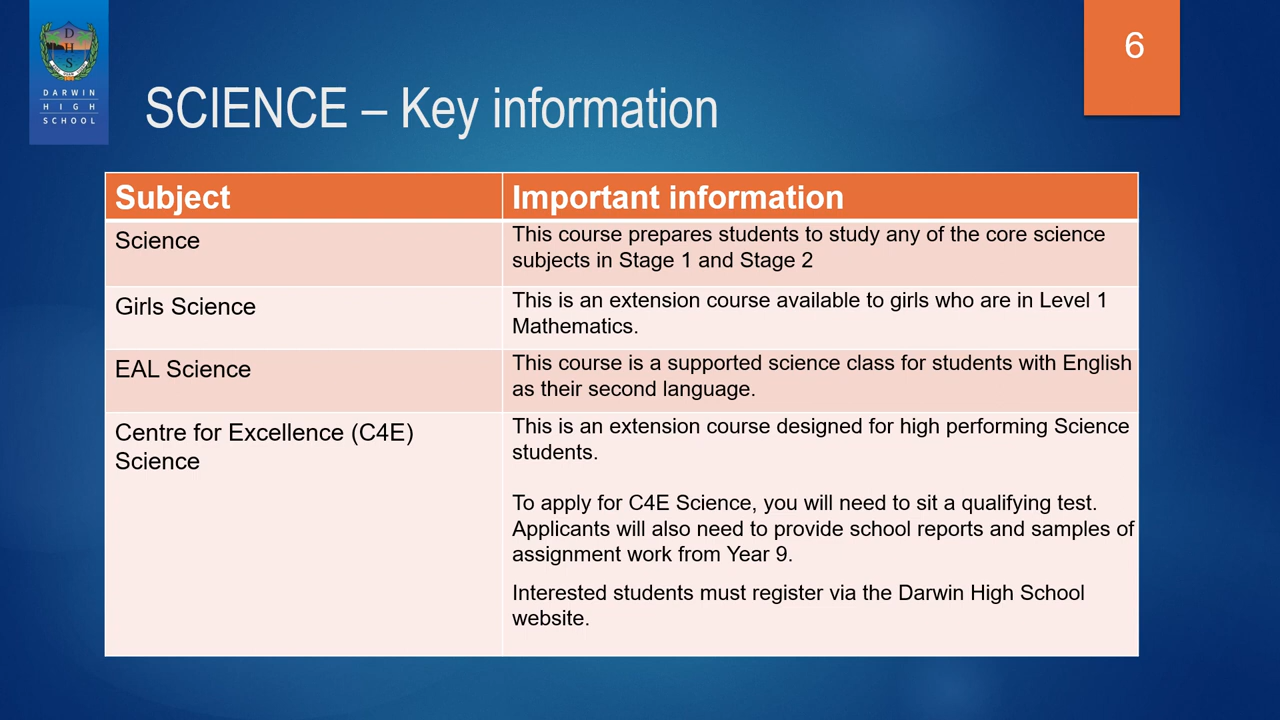 D
H
S
DARWIN
HIGH
SCHOOL
6
SCIENCE – Key information
Subject
Important information
Science
This course prepares students to study any of the core science
subjects in Stage 1 and Stage 2
Girls Science
This is an extension course available to girls who are in Level 1
Mathematics.
EAL Science
This course is a supported science class for students with English
as their second language.
Centre for Excellence (C4E)
Science
This is an extension course designed for high performing Science
students.
To apply for C4E Science, you will need to sit a qualifying test.
Applicants will also need to provide school reports and samples of
assignment work from Year 9.
Interested students must register via the Darwin High School
website.